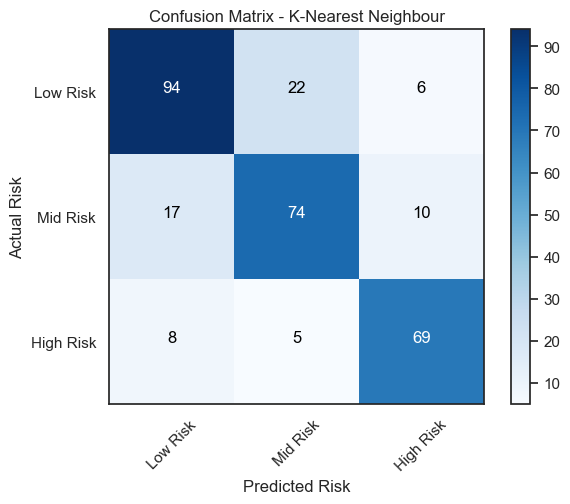 Confusion Matrix - K-Nearest Neighbour
Low Risk 94 22 6
Mid Risk 17 74 10
High Risk 8 5 69
Low Risk Mid Risk High Risk
Predicted Risk
Actual Risk
90
80
70
60
50
40
30
20
10